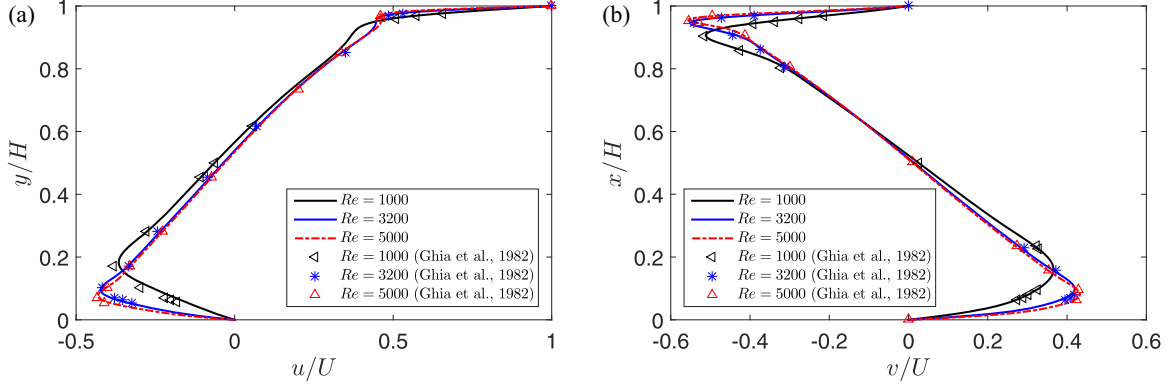 (a)
1
0.8
0.6
0.4
0.2
0
y/H
-0.5
0
0.5
1
u/U
Re = 1000
Re = 3200
Re = 5000
Re = 1000 (Ghia et al., 1982)
Re = 3200 (Ghia et al., 1982)
Re = 5000 (Ghia et al., 1982)
(b)
1
0.8
0.6
0.4
0.2
0
x/H
-0.6
-0.4
-0.2
0
0.2
0.4
0.6
v/U
Re = 1000
Re = 3200
Re = 5000
Re = 1000 (Ghia et al., 1982)
Re = 3200 (Ghia et al., 1982)
Re = 5000 (Ghia et al., 1982)